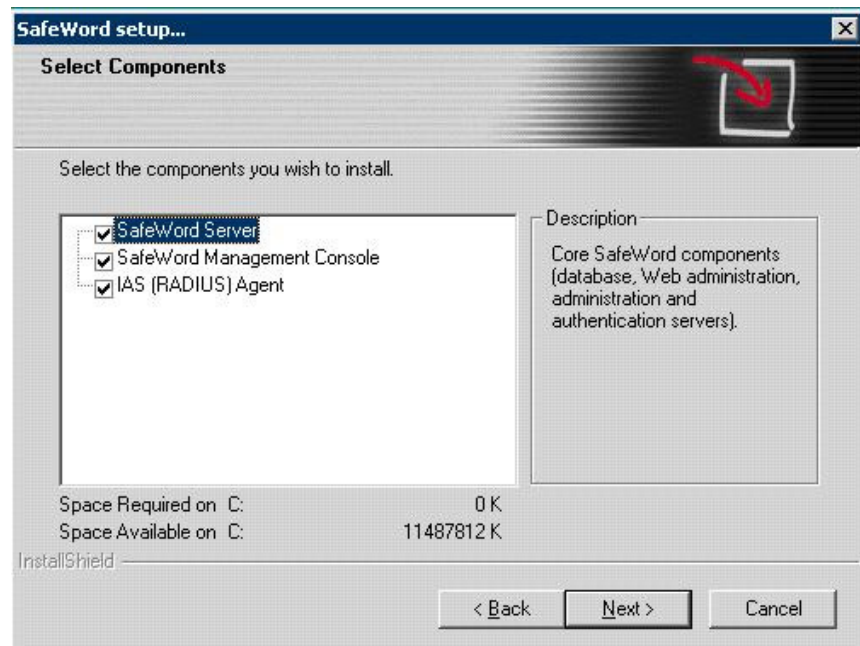 SafeWord setup...
Select Components
Select the components you wish to install.
SafeWord Server
SafeWord Management Console
IAS (RADIUS) Agent
Description
Core SafeWord components
(database, Web administration,
administration and
authentication servers).
Space Required on C: 0 K
Space Available on C: 11487812 K
InstallShield
< Back Next > Cancel